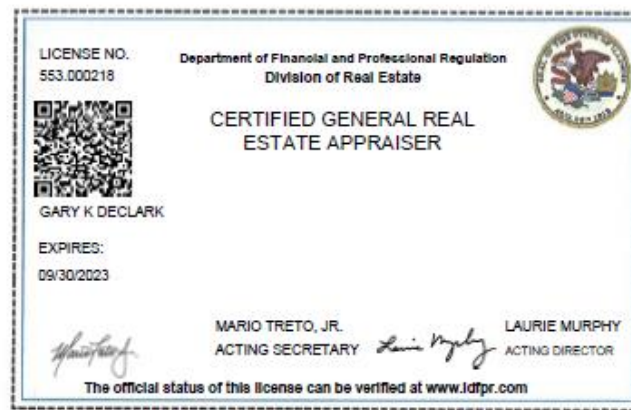 LICENSE NO.
553.000218
Department of Financial and Professional Regulation
Division of Real Estate
CERTIFIED GENERAL REAL
ESTATE APPRAISER
GARY K DECLARK
EXPIRES:
09/30/2023
MARIO TRETO, JR.
ACTING SECRETARY
LAURIE MURPHY
ACTING DIRECTOR
The official status of this license can be verified at www.idfpr.com